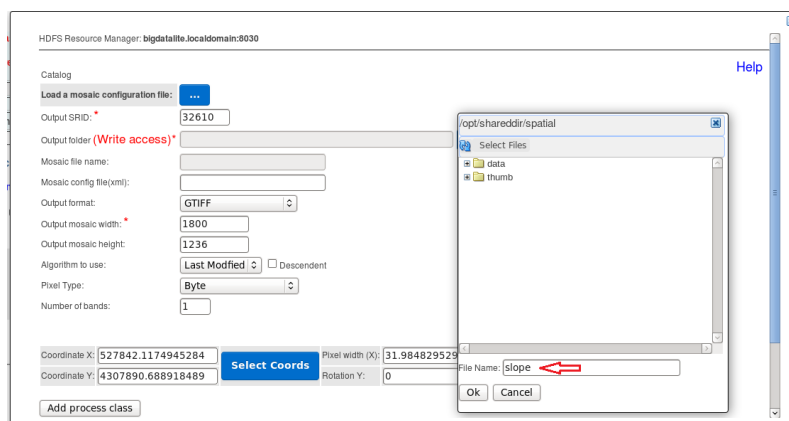 HDFS Resource Manager: bigdatalite.localdomain:8030
Help
Catalog
Load a mosaic configuration file: ...
Output SRID: * 32610
Output folder (Write access)*
Mosaic file name:
Mosaic config file(xml):
Output format: GTIFF
Output mosaic width: * 1800
Output mosaic height: 1236
Algorithm to use: Last Modfied Descendent
Pixel Type: Byte
Number of bands: 1
Coordinate X: 527842.1174945284 Select Coords Pixel width (X): 31.984829529
Coordinate Y: 4307890.688918489 Rotation Y: 0
Add process class
/opt/shareddir/spatial
Select Files
data
thumb
File Name: slope
Ok Cancel